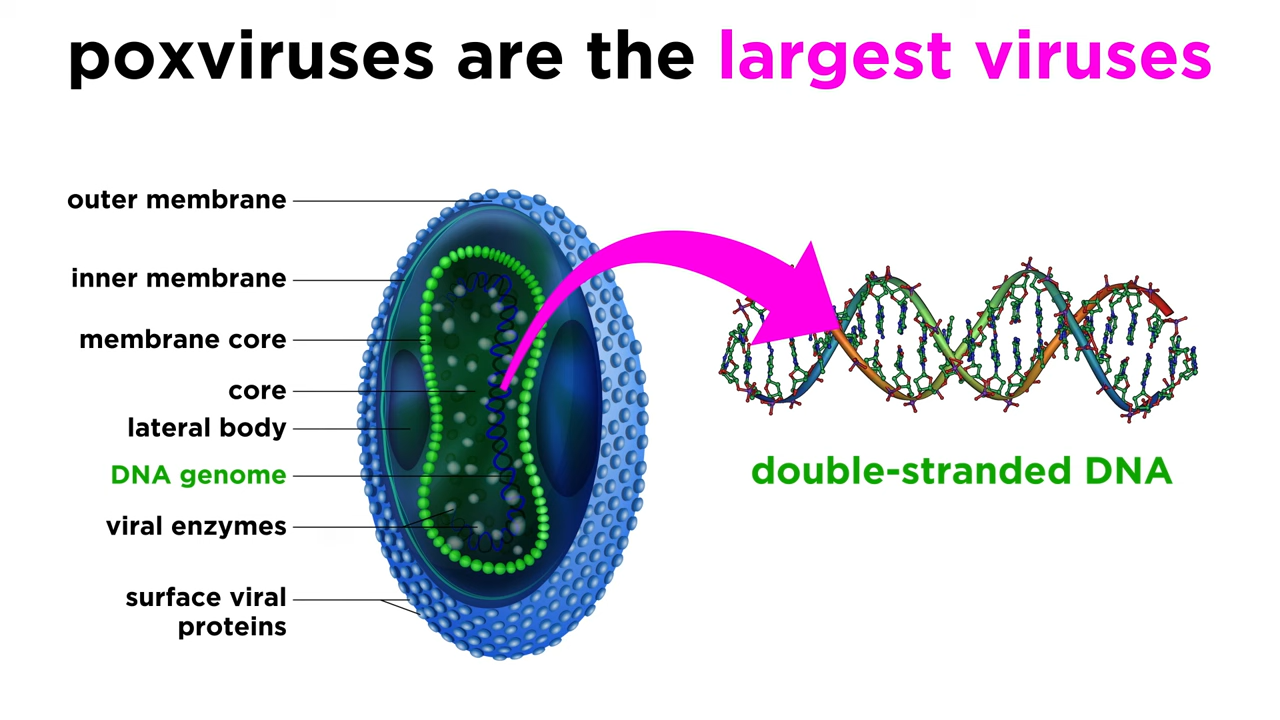 poxviruses are the largest viruses
outer membrane
inner membrane
membrane core
core
lateral body
DNA genome
viral enzymes
surface viral
proteins
double-stranded DNA